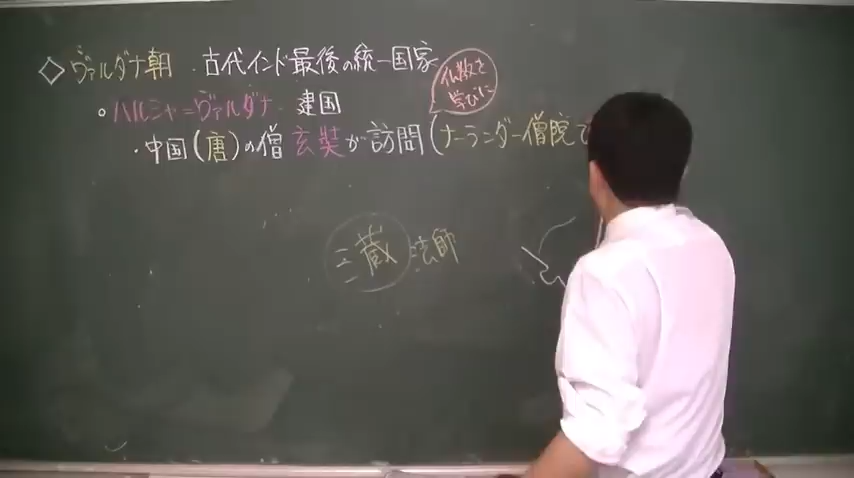 ◇ヴァルダナ朝 ・古代インド最後の統一国家
仏教を
学びに
○ハルシャ=ヴァルダナ 建国
・中国(唐)の僧 玄奘が訪問(ナーランダー僧院で
三蔵法師